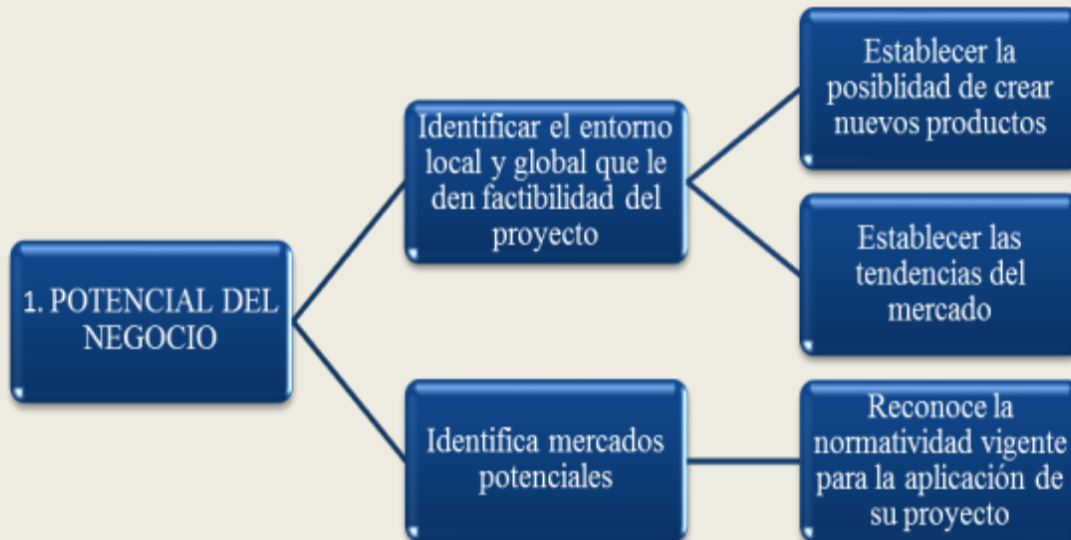 1. POTENCIAL DEL
NEGOCIO
Identificar el entorno
local y global que le
den factibilidad del
proyecto
Establecer la
posiblidad de crear
nuevos productos
Establecer las
tendencias del
mercado
Identifica mercados
potenciales
Reconoce la
normatividad vigente
para la aplicación de
su proyecto